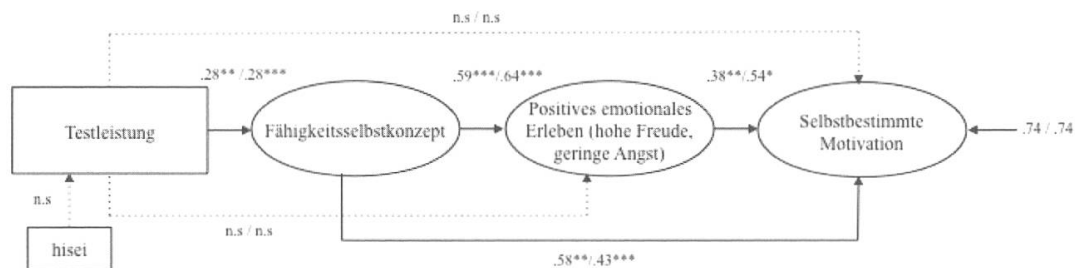 n.s / n.s
.28** /.28***
.59***/.64***
.38**/.54*
Testleistung
Fähigkeitsselbstkonzept
Positives emotionales
Erleben (hohe Freude,
geringe Angst)
Selbstbestimmte
Motivation
.74 / .74
n.s
n.s / n.s
hisei
.58**/.43***